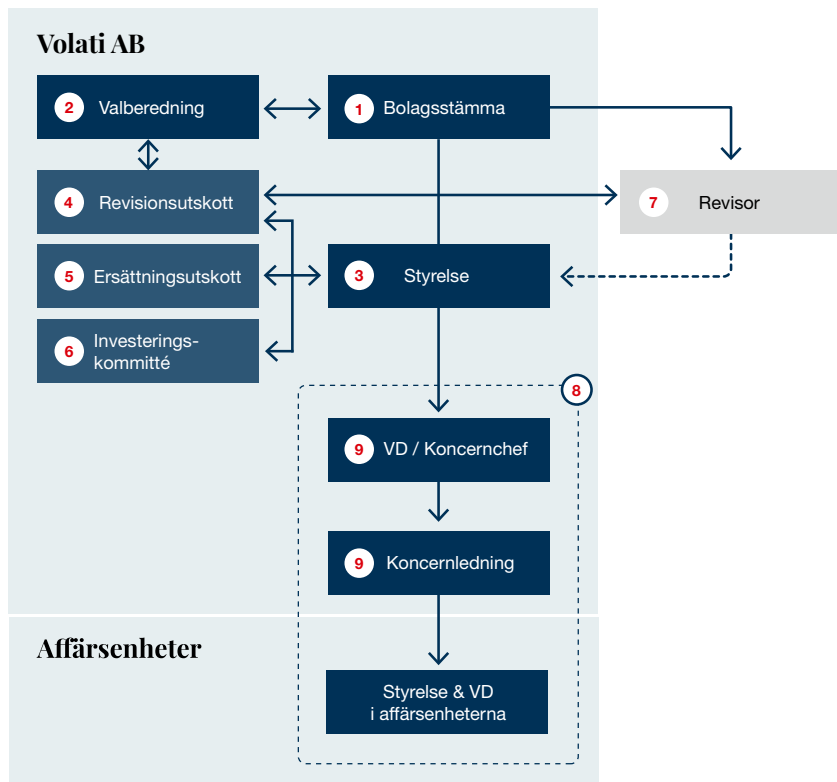 Volati AB
2 Valberedning
1 Bolagsstämma
4 Revisionsutskott
7 Revisor
5 Ersättningsutskott
3 Styrelse
6 Investerings-
kommitté
8
9 VD / Koncernchef
9 Koncernledning
Affärsenheter
Styrelse & VD
i affärsenheterna